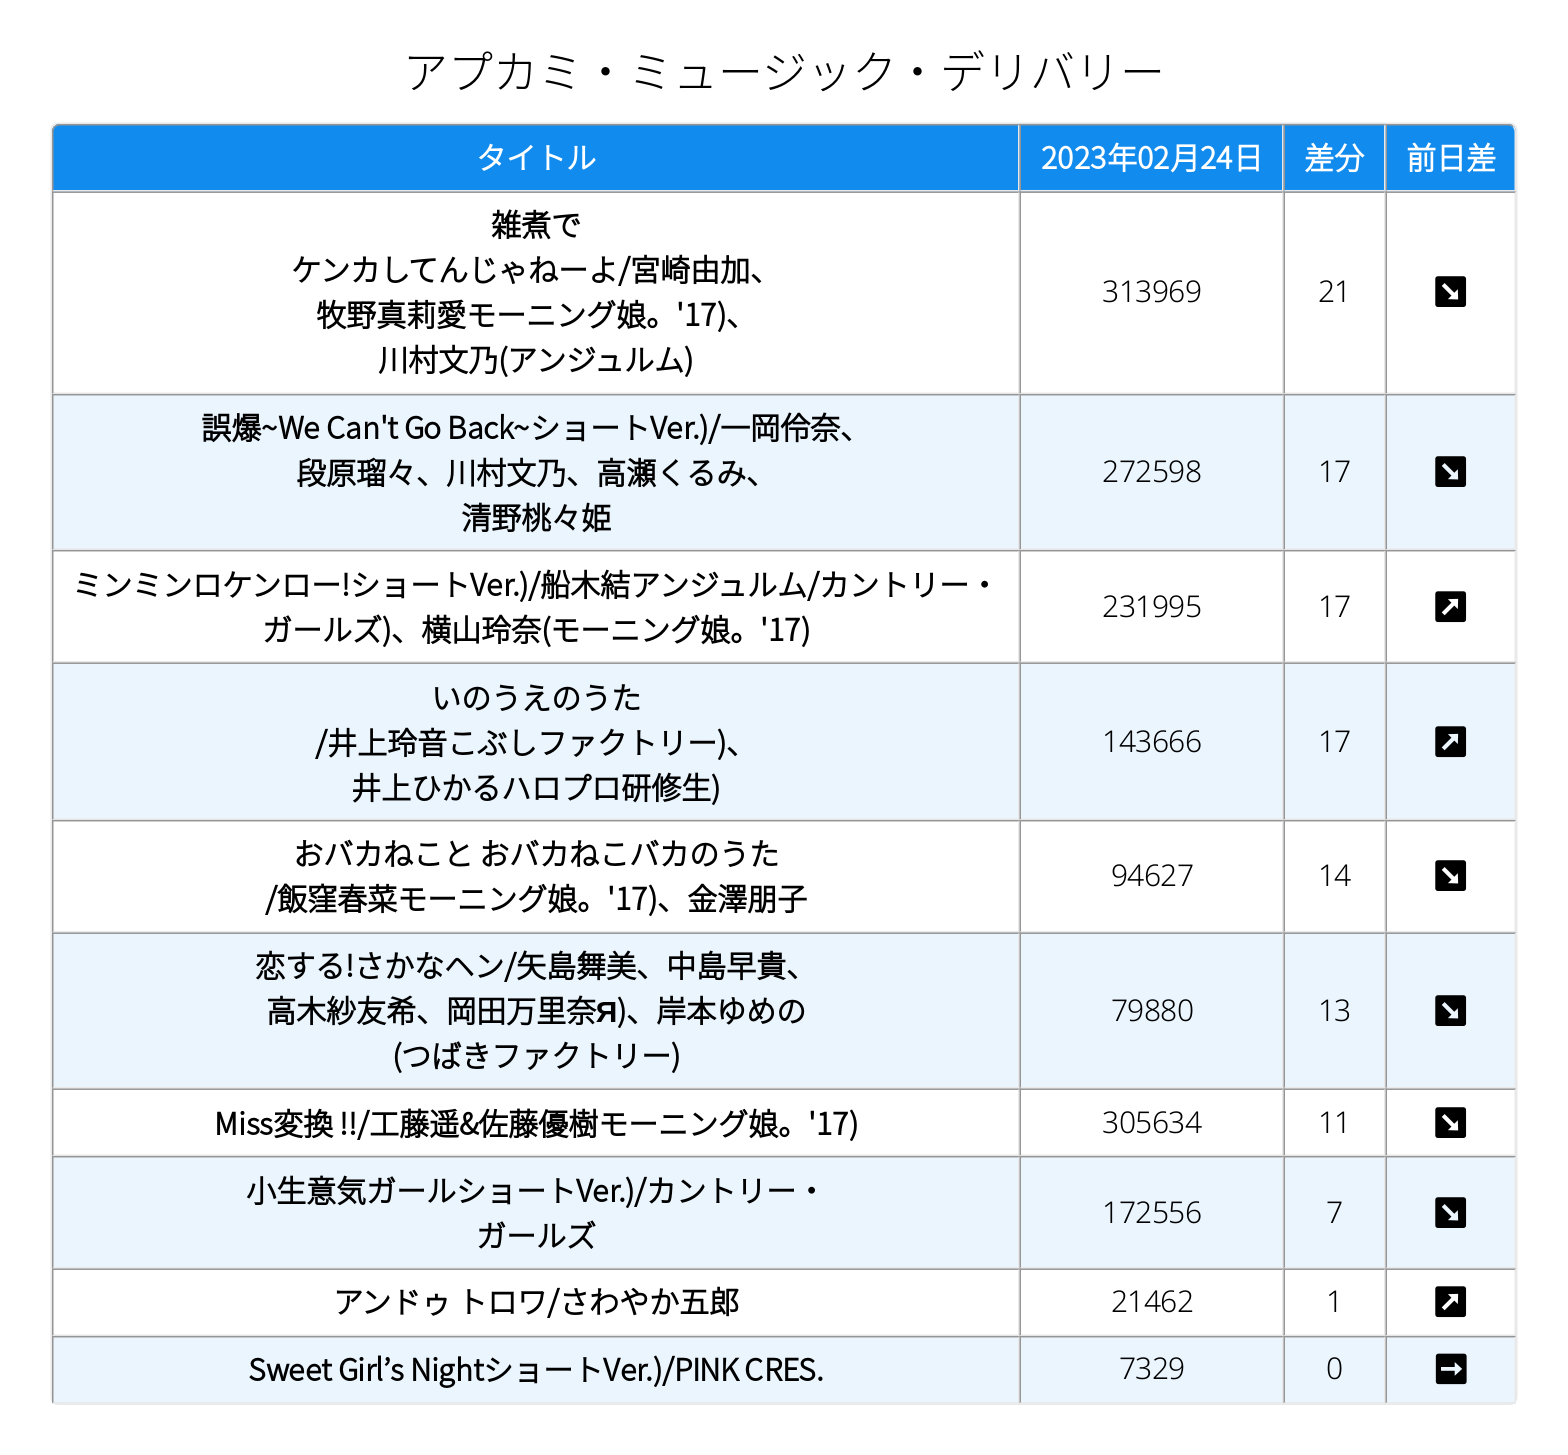 アプカミ・ミュージック・デリバリー
タイトル 2023年02月24日 差分 前日差
雑煮で
ケンカしてんじゃねーよ/宮崎由加、
牧野真莉愛モーニング娘。'17)、
川村文乃(アンジュルム)
313969 21
誤爆~We Can't Go Back~ショートVer.)/一岡伶奈、
段原瑠々、川村文乃、高瀬くるみ、
清野桃々姫
272598 17
ミンミンロケンロー!ショートVer.)/船木結アンジュルム/カントリー・
ガールズ)、横山玲奈(モーニング娘。'17)
231995 17
いのうえのうた
/井上玲音こぶしファクトリー)、
井上ひかるハロプロ研修生)
143666 17
おバカねこと おバカねこバカのうた
/飯窪春菜モーニング娘。'17)、金澤朋子
94627 14
恋する!さかなヘン/矢島舞美、中島早貴、
高木紗友希、岡田万里奈Я)、岸本ゆめの
(つばきファクトリー)
79880 13
Miss変換 !!/工藤遥&佐藤優樹モーニング娘。'17)
305634 11
小生意気ガールショートVer.)/カントリー・
ガールズ
172556 7
アンドゥ トロワ/さわやか五郎
21462 1
Sweet Girl’s NightショートVer.)/PINK CRES.
7329 0